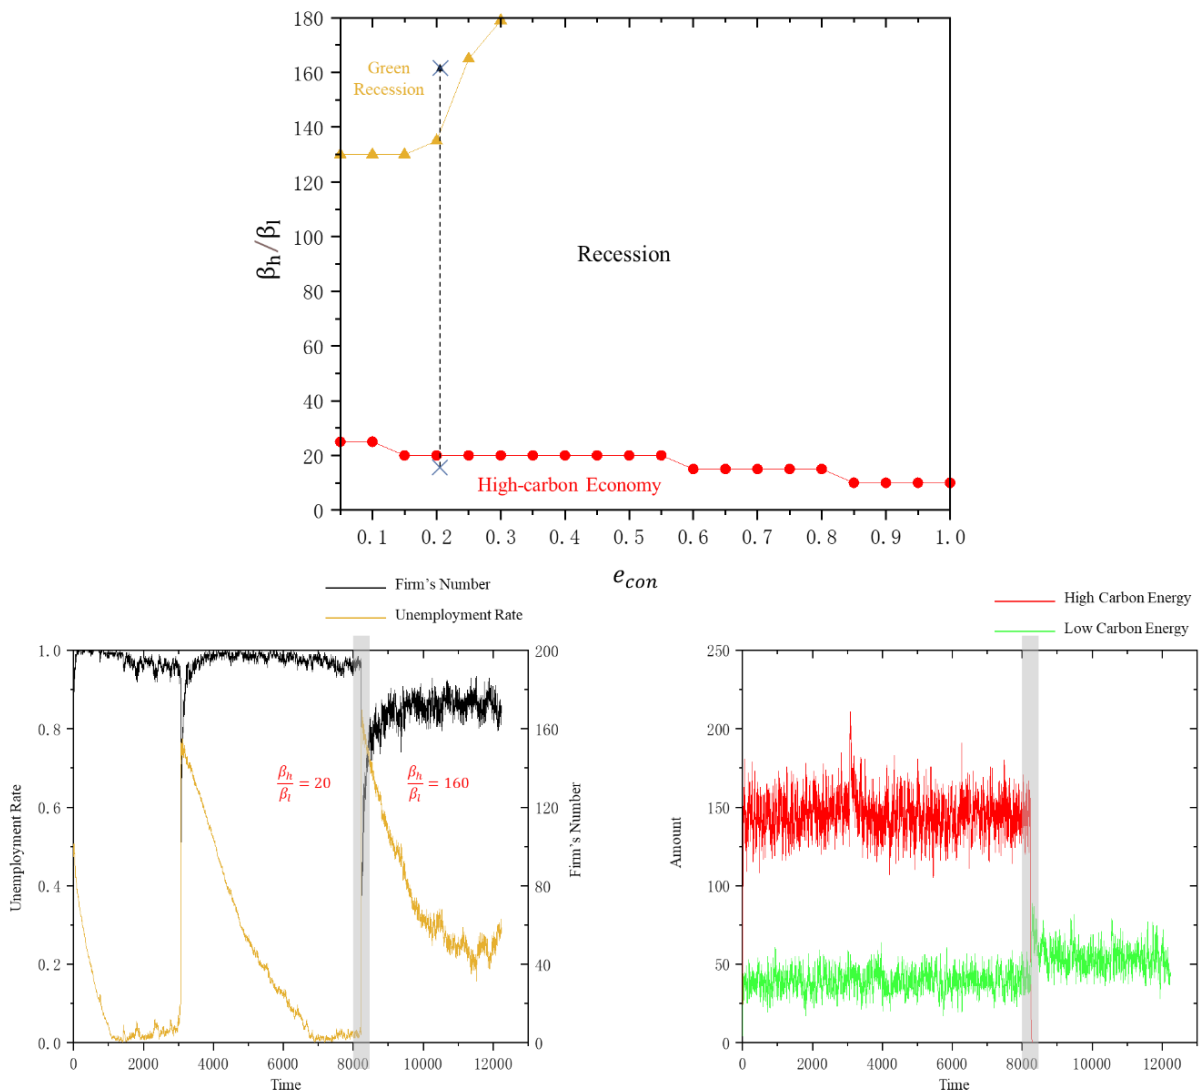 180
160
140
120
100
80
60
40
20
0
βh/βl
Green
Recession
Recession
High-carbon Economy
0.1 0.2 0.3 0.4 0.5 0.6 0.7 0.8 0.9 1.0
e_con
Firm's Number
Unemployment Rate
1.0
0.8
0.6
0.4
0.2
0.0
Unemployment Rate
βh/βl = 20
βh/βl = 160
200
160
120
80
40
0
Firm's Number
0 2000 4000 6000 8000 10000 12000
Time
High Carbon Energy
Low Carbon Energy
250
200
150
100
50
0
Amount
0 2000 4000 6000 8000 10000 12000
Time